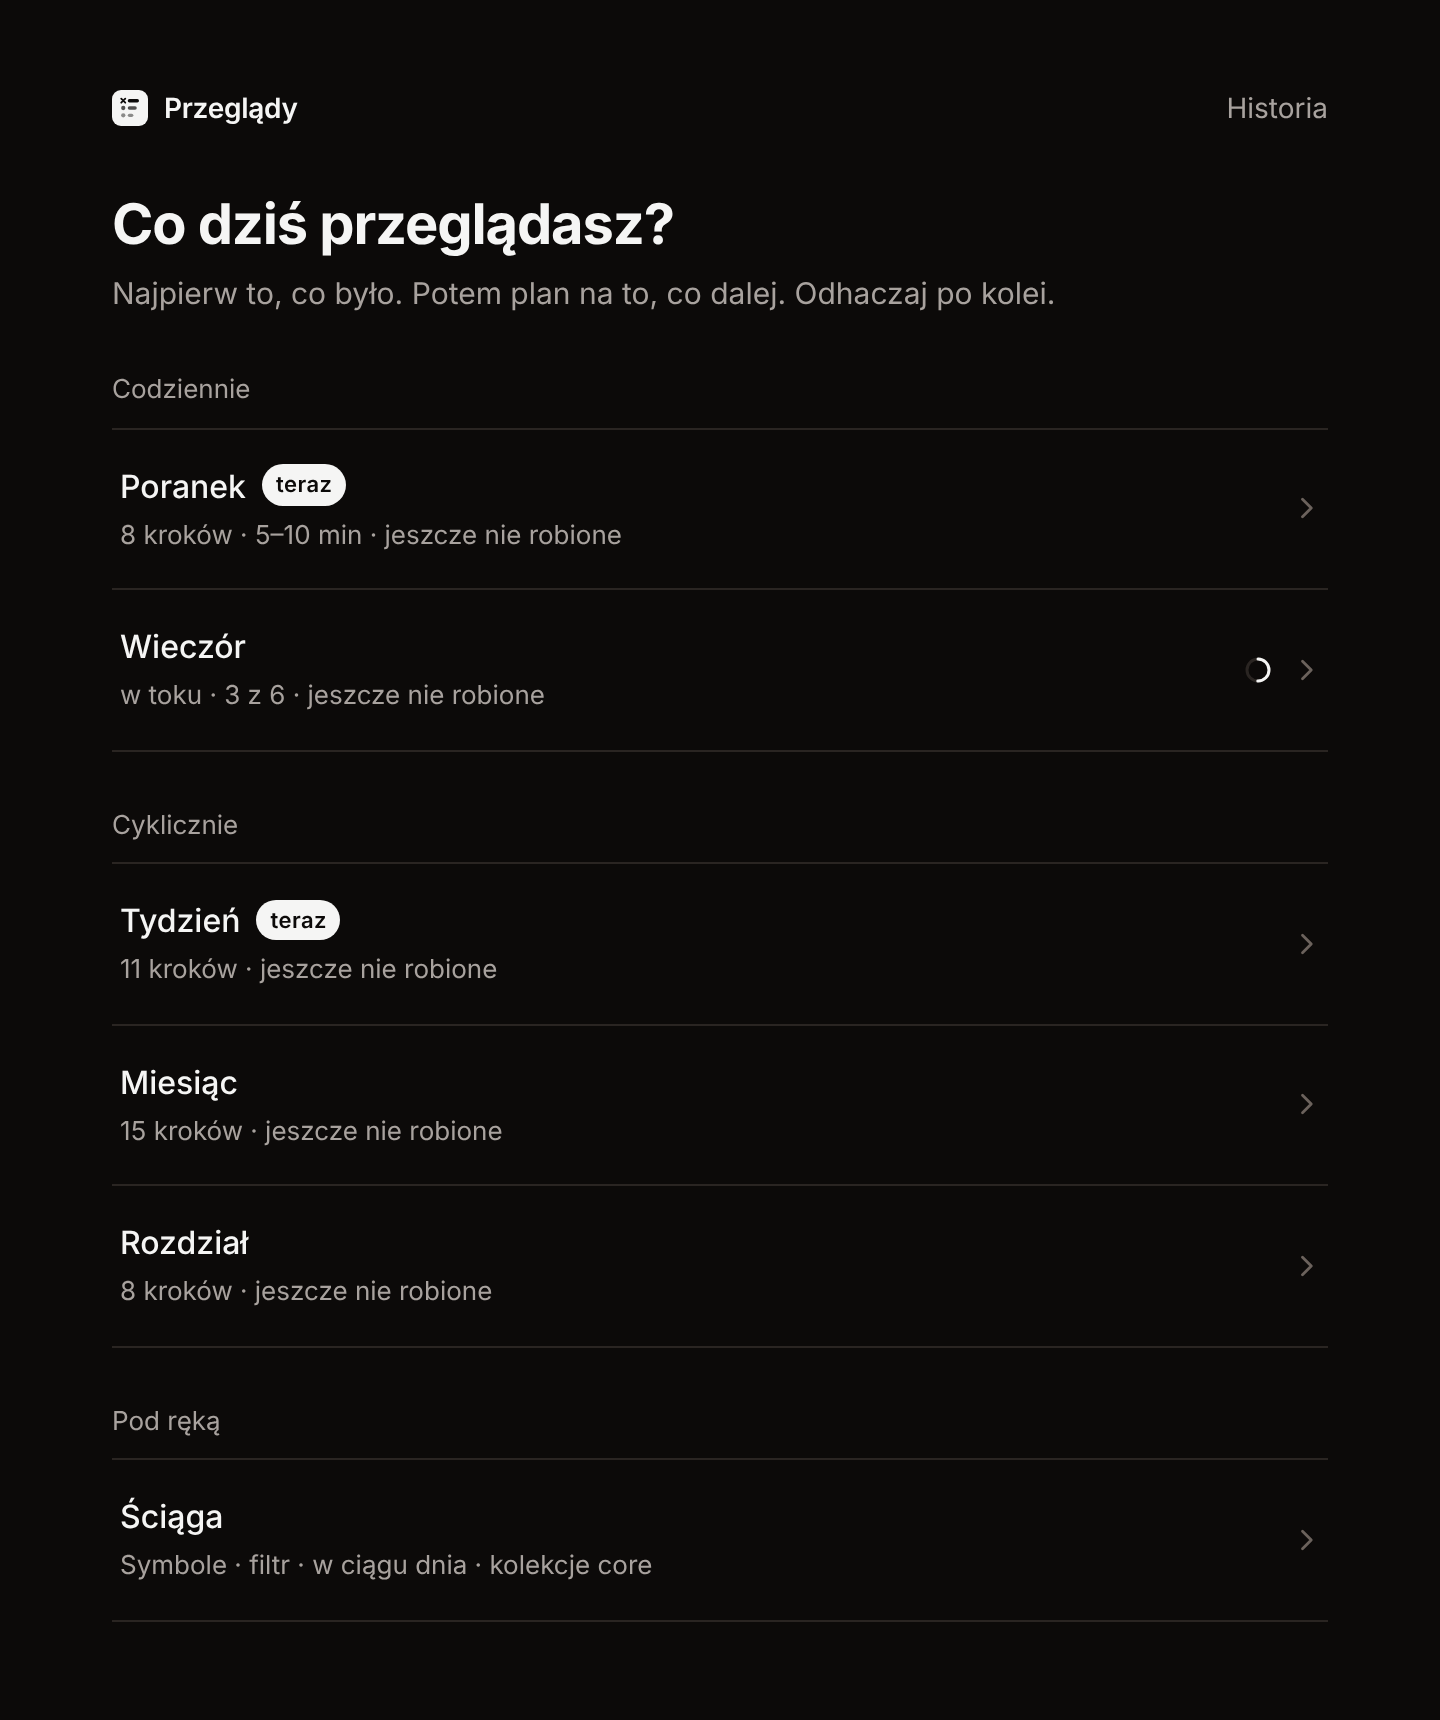 Przeglądy
Historia
Co dziś przeglądasz?
Najpierw to, co było. Potem plan na to, co dalej. Odhaczaj po kolei.
Codziennie
Poranek teraz
8 kroków · 5–10 min · jeszcze nie robione
Wieczór
w toku · 3 z 6 · jeszcze nie robione
Cyklicznie
Tydzień teraz
11 kroków · jeszcze nie robione
Miesiąc
15 kroków · jeszcze nie robione
Rozdział
8 kroków · jeszcze nie robione
Pod ręką
Ściąga
Symbole · filtr · w ciągu dnia · kolekcje core